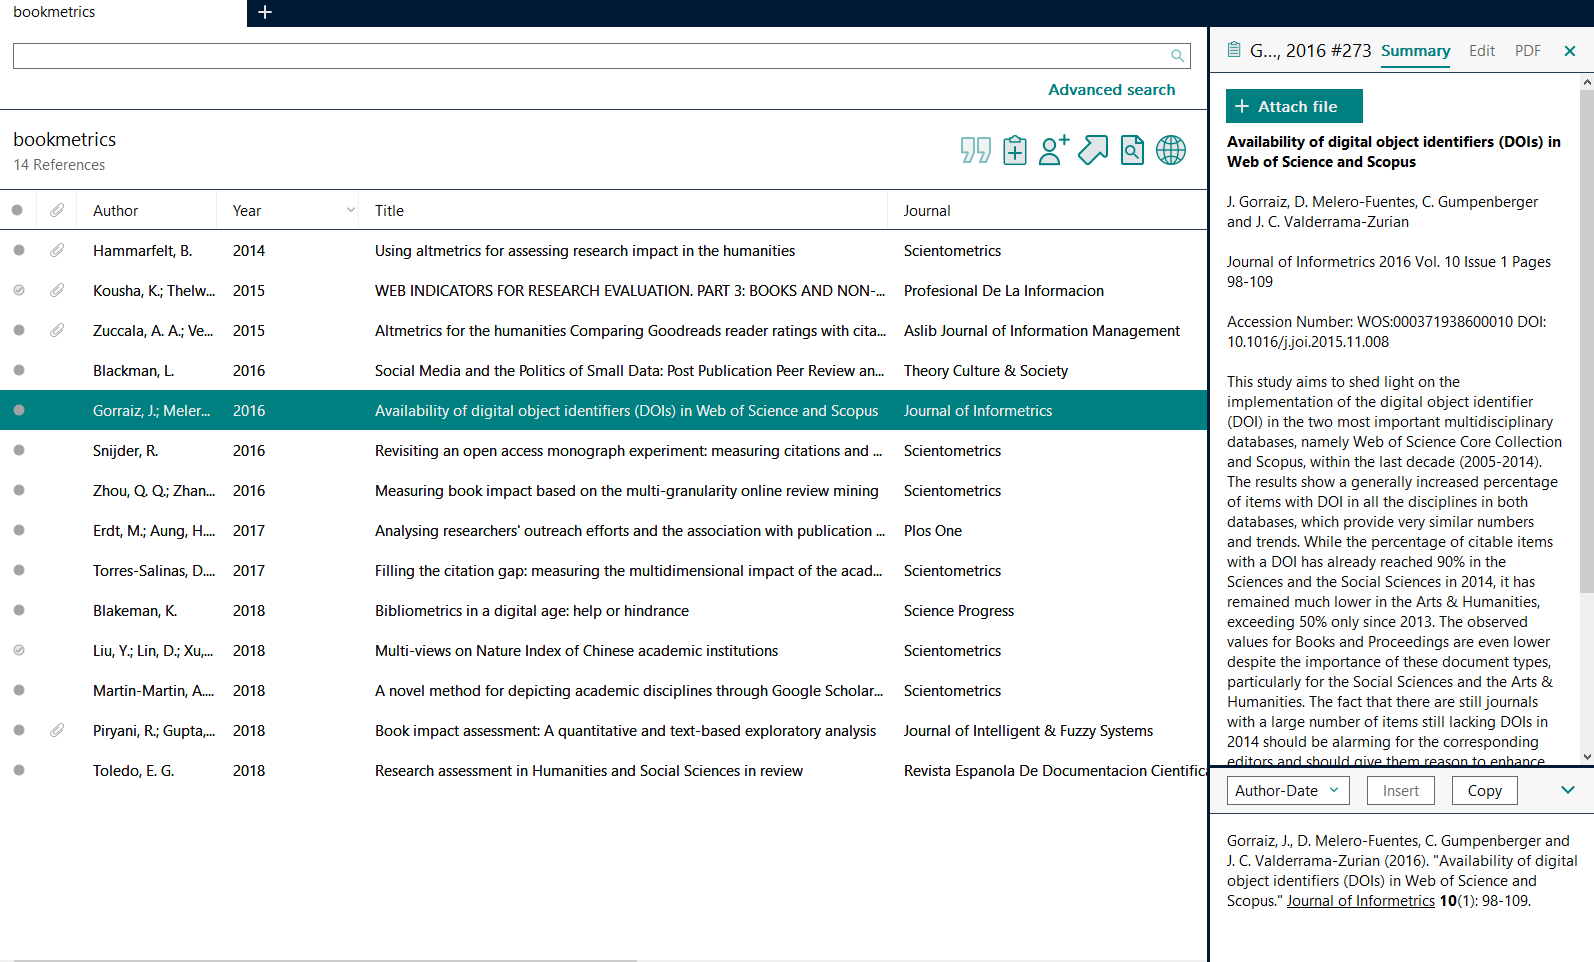 bookmetrics
Advanced search
bookmetrics
14 References
Author Year Title Journal
Hammarfelt, B. 2014 Using altmetrics for assessing research impact in the humanities Scientometrics
Kousha, K.; Thelw... 2015 WEB INDICATORS FOR RESEARCH EVALUATION. PART 3: BOOKS AND NON-... Profesional De La Informacion
Zuccala, A. A.; Ve... 2015 Altmetrics for the humanities Comparing Goodreads reader ratings with cita... Aslib Journal of Information Management
Blackman, L. 2016 Social Media and the Politics of Small Data: Post Publication Peer Review an... Theory Culture & Society
Gorraiz, J.; Meler... 2016 Availability of digital object identifiers (DOIs) in Web of Science and Scopus Journal of Informetrics
Snijder, R. 2016 Revisiting an open access monograph experiment: measuring citations and ... Scientometrics
Zhou, Q. Q.; Zhan... 2016 Measuring book impact based on the multi-granularity online review mining Scientometrics
Erdt, M.; Aung, H.... 2017 Analysing researchers' outreach efforts and the association with publication ... Plos One
Torres-Salinas, D.... 2017 Filling the citation gap: measuring the multidimensional impact of the acad... Scientometrics
Blakeman, K. 2018 Bibliometrics in a digital age: help or hindrance Science Progress
Liu, Y.; Lin, D.; Xu,... 2018 Multi-views on Nature Index of Chinese academic institutions Scientometrics
Martin-Martin, A.... 2018 A novel method for depicting academic disciplines through Google Scholar... Scientometrics
Piryani, R.; Gupta,... 2018 Book impact assessment: A quantitative and text-based exploratory analysis Journal of Intelligent & Fuzzy Systems
Toledo, E. G. 2018 Research assessment in Humanities and Social Sciences in review Revista Espanola De Documentacion Cientifica
G..., 2016 #273 Summary Edit PDF
Attach file
Availability of digital object identifiers (DOIs) in
Web of Science and Scopus
J. Gorraiz, D. Melero-Fuentes, C. Gumpenberger
and J. C. Valderrama-Zurian
Journal of Informetrics 2016 Vol. 10 Issue 1 Pages
98-109
Accession Number: WOS:000371938600010 DOI:
10.1016/j.joi.2015.11.008
This study aims to shed light on the
implementation of the digital object identifier
(DOI) in the two most important multidisciplinary
databases, namely Web of Science Core Collection
and Scopus, within the last decade (2005-2014).
The results show a generally increased percentage
of items with DOI in all the disciplines in both
databases, which provide very similar numbers
and trends. While the percentage of citable items
with a DOI has already reached 90% in the
Sciences and the Social Sciences in 2014, it has
remained much lower in the Arts & Humanities,
exceeding 50% only since 2013. The observed
values for Books and Proceedings are even lower
despite the importance of these document types,
particularly for the Social Sciences and the Arts &
Humanities. The fact that there are still journals
with a large number of items still lacking DOIs in
2014 should be alarming for the corresponding
editors and should give them reason to enhance
Author-Date Insert Copy
Gorraiz, J., D. Melero-Fuentes, C. Gumpenberger and
J. C. Valderrama-Zurian (2016). "Availability of digital
object identifiers (DOIs) in Web of Science and
Scopus." Journal of Informetrics 10(1): 98-109.